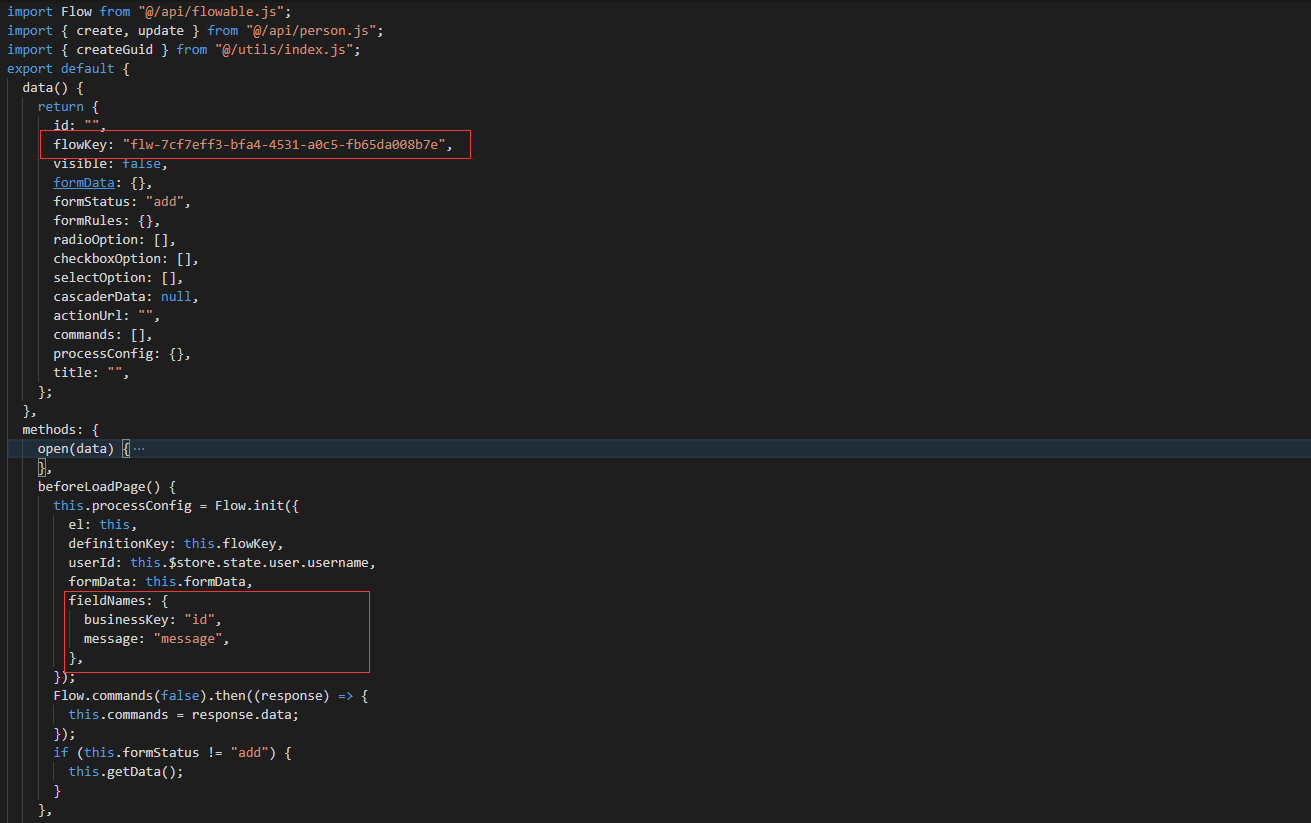 import Flow from "@/api/flowable.js";
import { create, update } from "@/api/person.js";
import { createGuid } from "@/utils/index.js";
export default {
data() {
return {
id: "",
flowKey: "flw-7cf7eff3-bfa4-4531-a0c5-fb65da008b7e",
visible: false,
formData: {},
formStatus: "add",
formRules: {},
radioOption: [],
checkboxOption: [],
selectOption: [],
cascaderData: null,
actionUrl: "",
commands: [],
processConfig: {},
title: "",
};
},
methods: {
open(data) { ···
},
beforeLoadPage() {
this.processConfig = Flow.init({
el: this,
definitionKey: this.flowKey,
userId: this.$store.state.user.username,
formData: this.formData,
fieldNames: {
businessKey: "id",
message: "message",
},
});
Flow.commands(false).then((response) => {
this.commands = response.data;
});
if (this.formStatus != "add") {
this.getData();
}
},